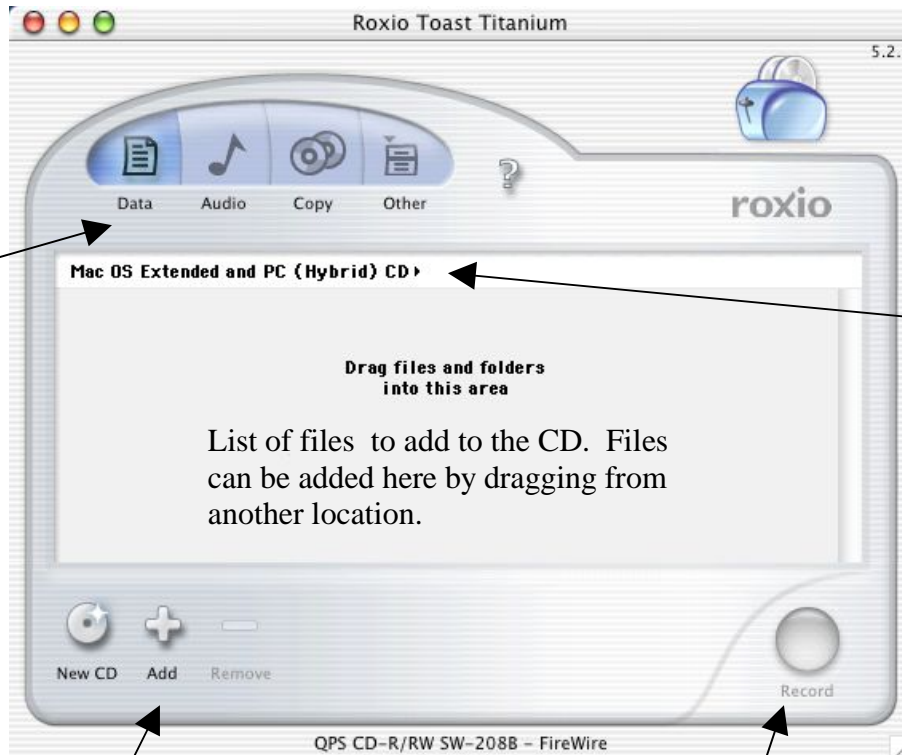 Roxio Toast Titanium
5.2.
Data Audio Copy Other ?
roxio
Mac OS Extended and PC (Hybrid) CD
Drag files and folders
into this area
List of files to add to the CD. Files
can be added here by dragging from
another location.
New CD Add Remove
Record
QPS CD-R/RW SW-208B - FireWire